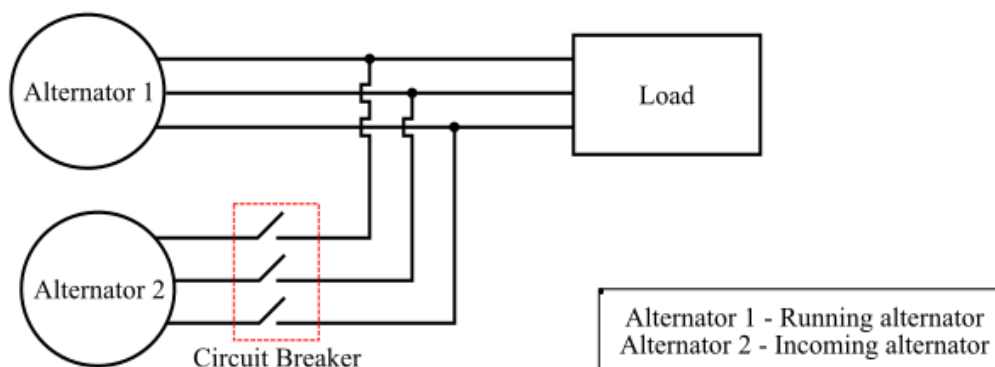 Alternator 1
Load
Alternator 2
Circuit Breaker
Alternator 1 - Running alternator
Alternator 2 - Incoming alternator